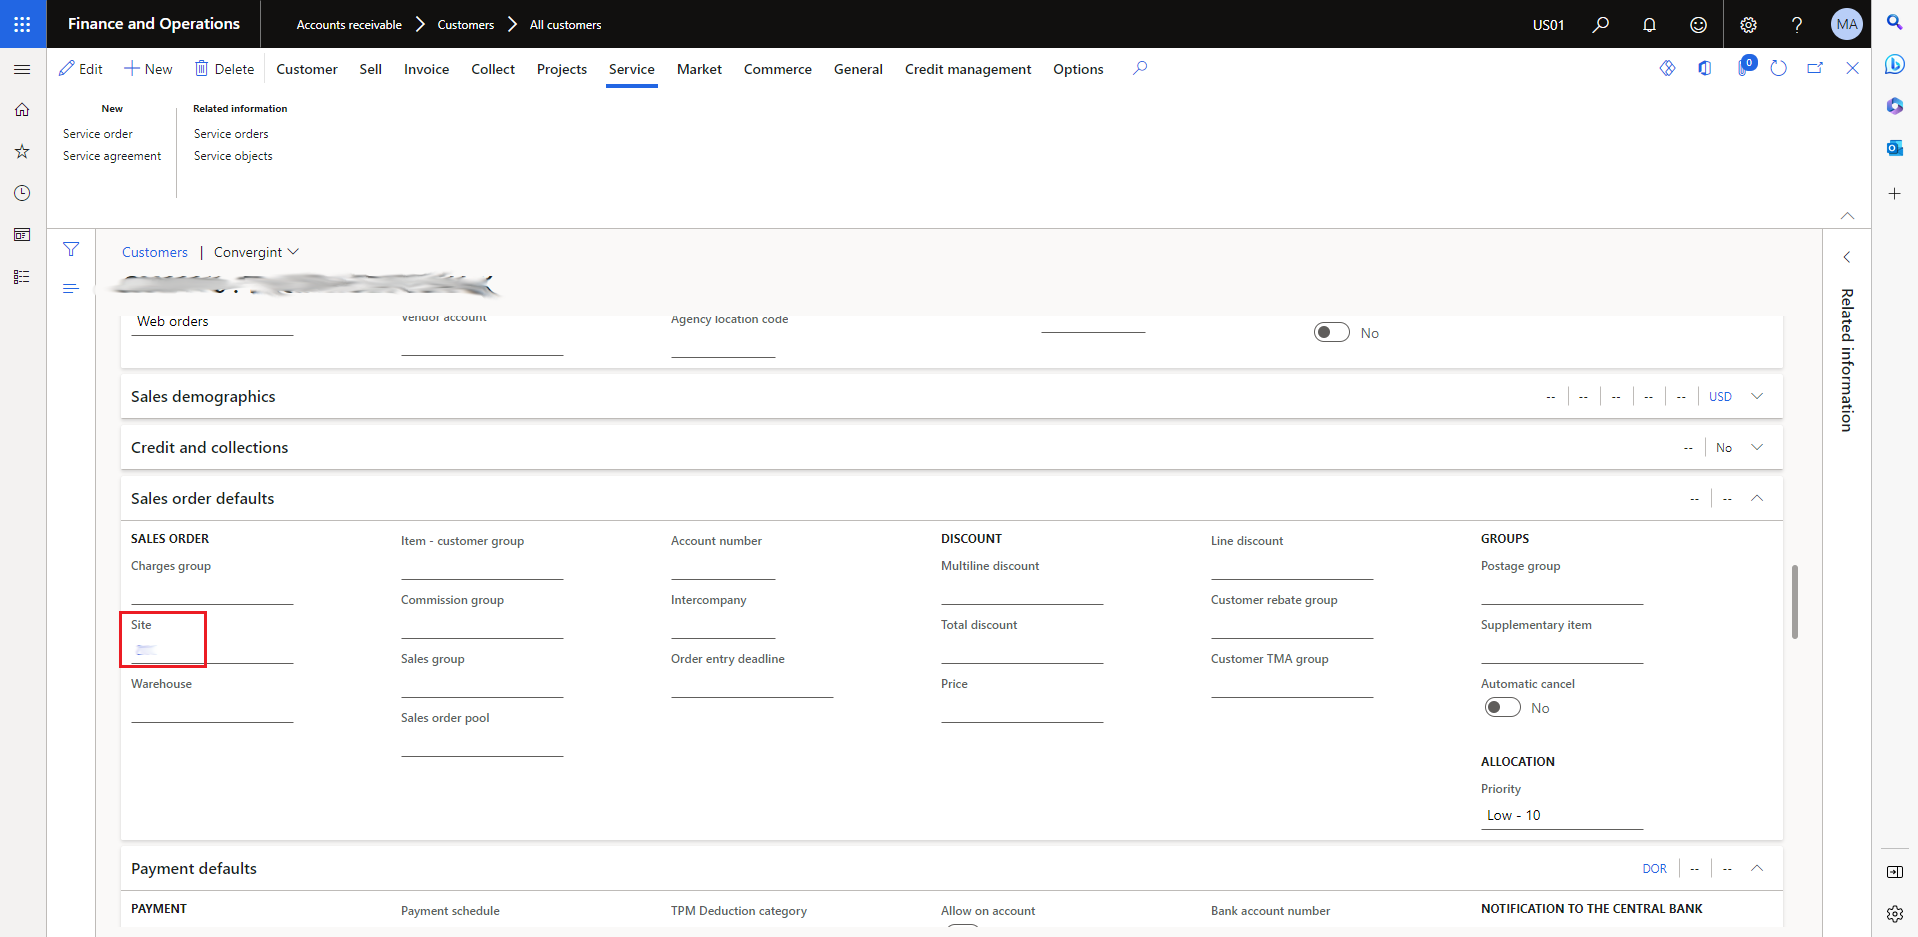 Finance and Operations
Accounts receivable
Customers
All customers
US01
MA
Edit
New
Delete
Customer
Sell
Invoice
Collect
Projects
Service
Market
Commerce
General
Credit management
Options
0
New
Related information
Service order
Service orders
Service agreement
Service objects
Customers | Convergint
Related information
Web orders
Vendor account
Agency location code
No
Sales demographics
-- -- -- -- -- USD
Credit and collections
-- No
Sales order defaults
-- --
SALES ORDER
Charges group
Site
Warehouse
Item - customer group
Commission group
Sales group
Sales order pool
Account number
Intercompany
Order entry deadline
DISCOUNT
Multiline discount
Total discount
Price
Line discount
Customer rebate group
Customer TMA group
GROUPS
Postage group
Supplementary item
Automatic cancel
No
ALLOCATION
Priority
Low - 10
Payment defaults
DOR -- --
PAYMENT
Payment schedule
TPM Deduction category
Allow on account
Bank account number
NOTIFICATION TO THE CENTRAL BANK